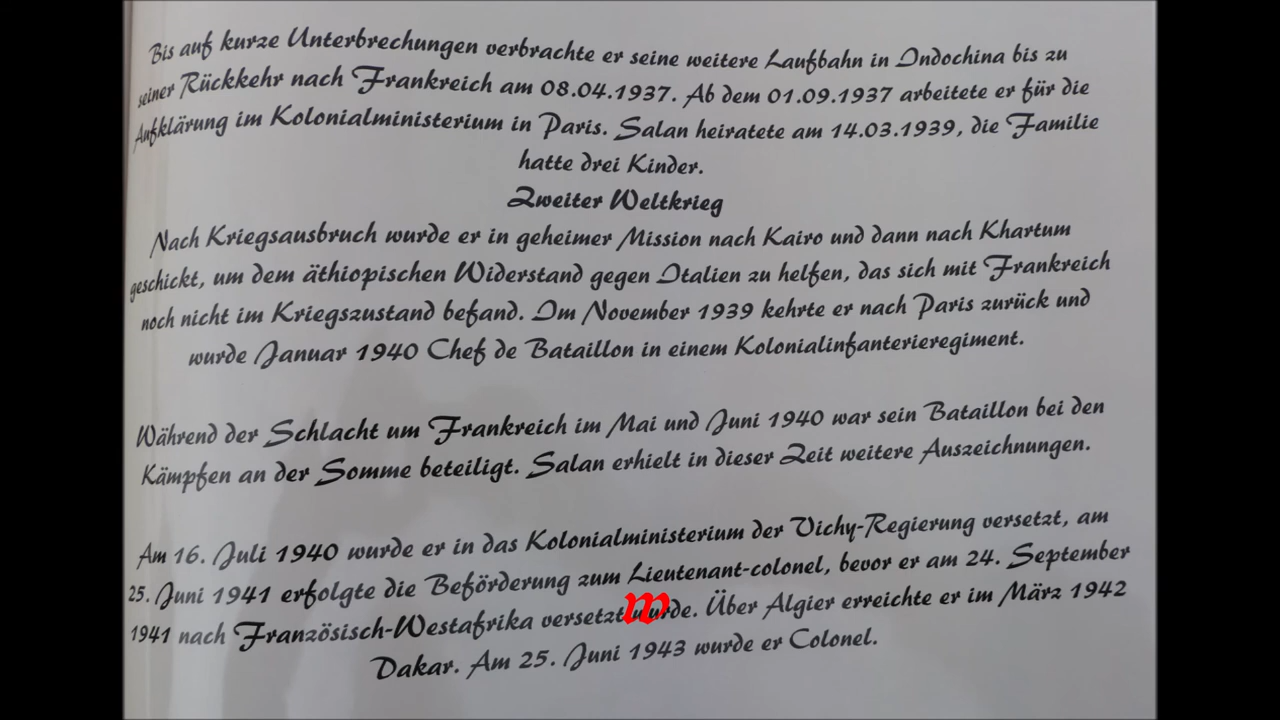 Bis auf kurze Unterbrechungen verbrachte er seine weitere Laufbahn in Indochina bis zu
seiner Rückkehr nach Frankreich am 08.04.1937. Ab dem 01.09.1937 arbeitete er für die
Aufklärung im Kolonialministerium in Paris. Salan heiratete am 14.03.1939, die Familie
hatte drei Kinder.
Zweiter Weltkrieg
Nach Kriegsausbruch wurde er in geheimer Mission nach Kairo und dann nach Khartum
geschickt, um dem äthiopischen Widerstand gegen Italien zu helfen, das sich mit Frankreich
noch nicht im Kriegszustand befand. Im November 1939 kehrte er nach Paris zurück und
wurde Januar 1940 Chef de Bataillon in einem Kolonialinfanterieregiment.
Während der Schlacht um Frankreich im Mai und Juni 1940 war sein Bataillon bei den
Kämpfen an der Somme beteiligt. Salan erhielt in dieser Zeit weitere Auszeichnungen.
Am 16. Juli 1940 wurde er in das Kolonialministerium der Vichy-Regierung versetzt, am
25. Juni 1941 erfolgte die Beförderung zum Lieutenant-colonel, bevor er am 24. September
1941 nach Französisch-Westafrika versetzt wurde. Über Algier erreichte er im März 1942
Dakar. Am 25. Juni 1943 wurde er Colonel.